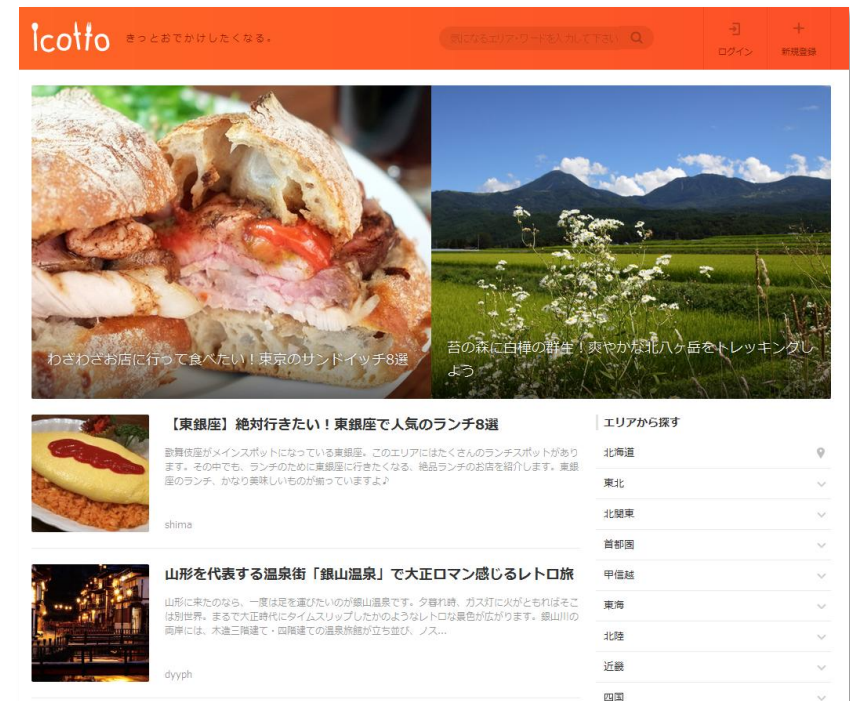 icotto
きっとおでかけしたくなる。
気になるエリア・ワードを入力して下さい
ログイン
新規登録
わざわざお店に行って食べたい！東京のサンドイッチ8選
苔の森に白樺の群生！爽やかな北八ヶ岳をトレッキングし
よう
【東銀座】絶対行きたい！東銀座で人気のランチ8選
歌舞伎座がメインスポットになっている東銀座。このエリアにはたくさんのランチスポットがあり
ます。その中でも、ランチのために東銀座に行きたくなる、絶品ランチのお店を紹介します。東銀
座のランチ、かなり美味しいものが揃っていますよ♪
shima
山形を代表する温泉街「銀山温泉」で大正ロマン感じるレトロ旅
山形に来たのなら、一度は足を運びたいのが銀山温泉です。夕暮れ時、ガス灯に火がともればそこ
は別世界。まるで大正時代にタイムスリップしたかのようなレトロな景色が広がります。銀山川の
両岸には、木造三階建て・四階建ての温泉旅館が立ち並び、ノス...
dyyph
エリアから探す
北海道
東北
北関東
首都圏
甲信越
東海
北陸
近畿
四国